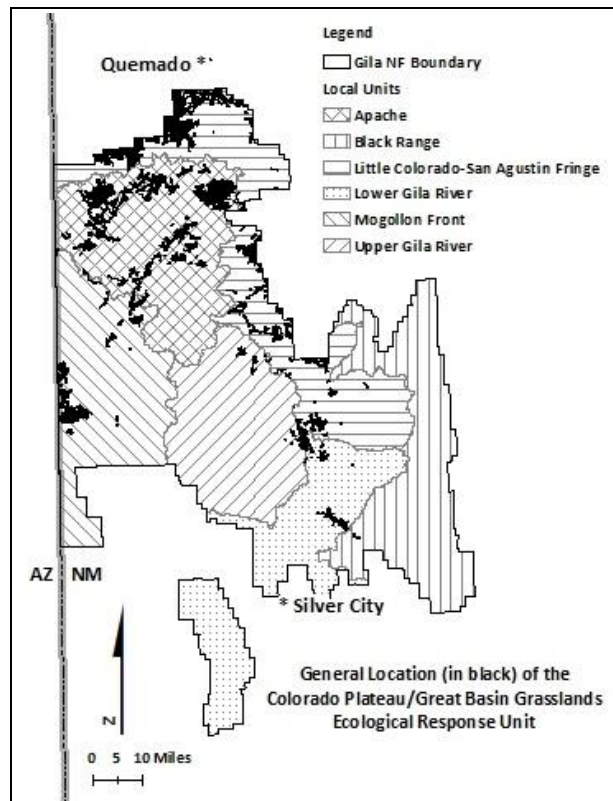 Legend
Quemado *
Gila NF Boundary
Local Units
Apache
Black Range
Little Colorado-San Agustin Fringe
Lower Gila River
Mogollon Front
Upper Gila River
AZ NM
* Silver City
General Location (in black) of the
Colorado Plateau/Great Basin Grasslands
Ecological Response Unit
N
0 5 10 Miles